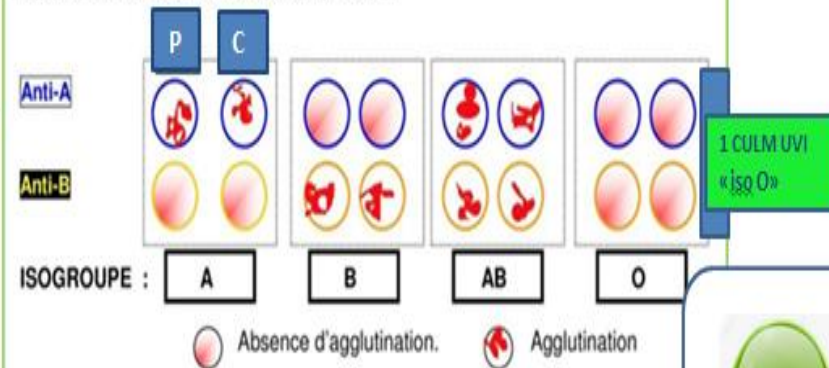 P C
Anti-A
Anti-B
1 CULM UVI
«iso O»
ISOGROUPE : A B AB O
Absence d'agglutination. Agglutination